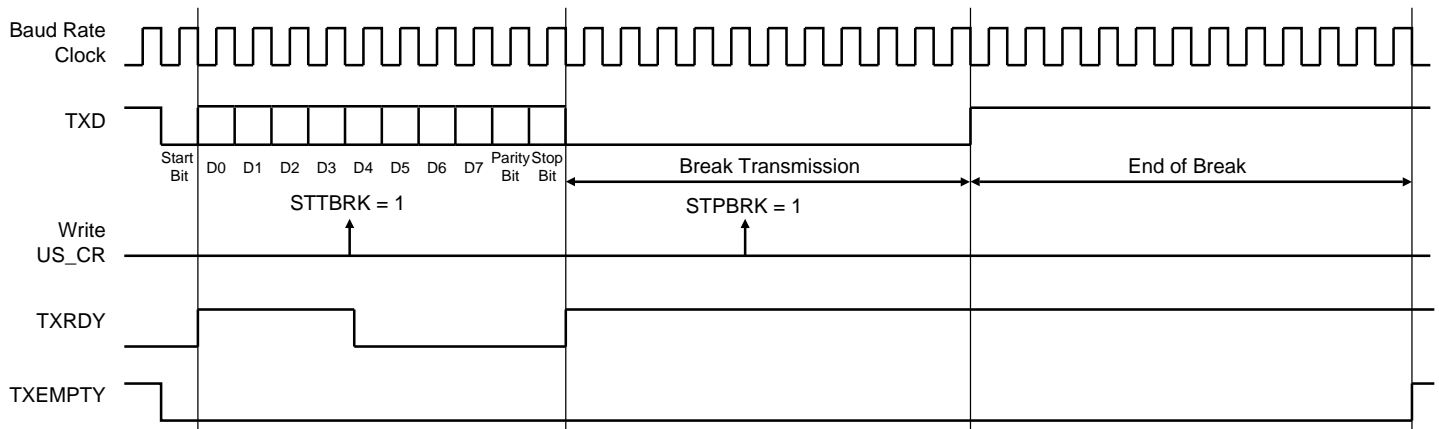 Baud Rate
Clock
TXD
Start
Bit
D0
D1
D2
D3
D4
D5
D6
D7
Parity
Bit
Stop
Bit
Break Transmission
End of Break
STTBRK = 1
STPBRK = 1
Write
US_CR
TXRDY
TXEMPTY